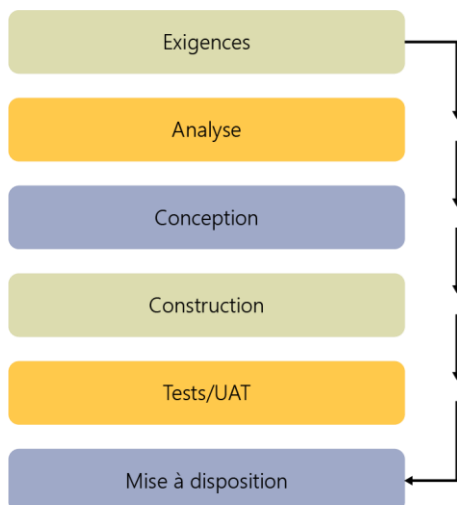 Exigences
Analyse
Conception
Construction
Tests/UAT
Mise à disposition